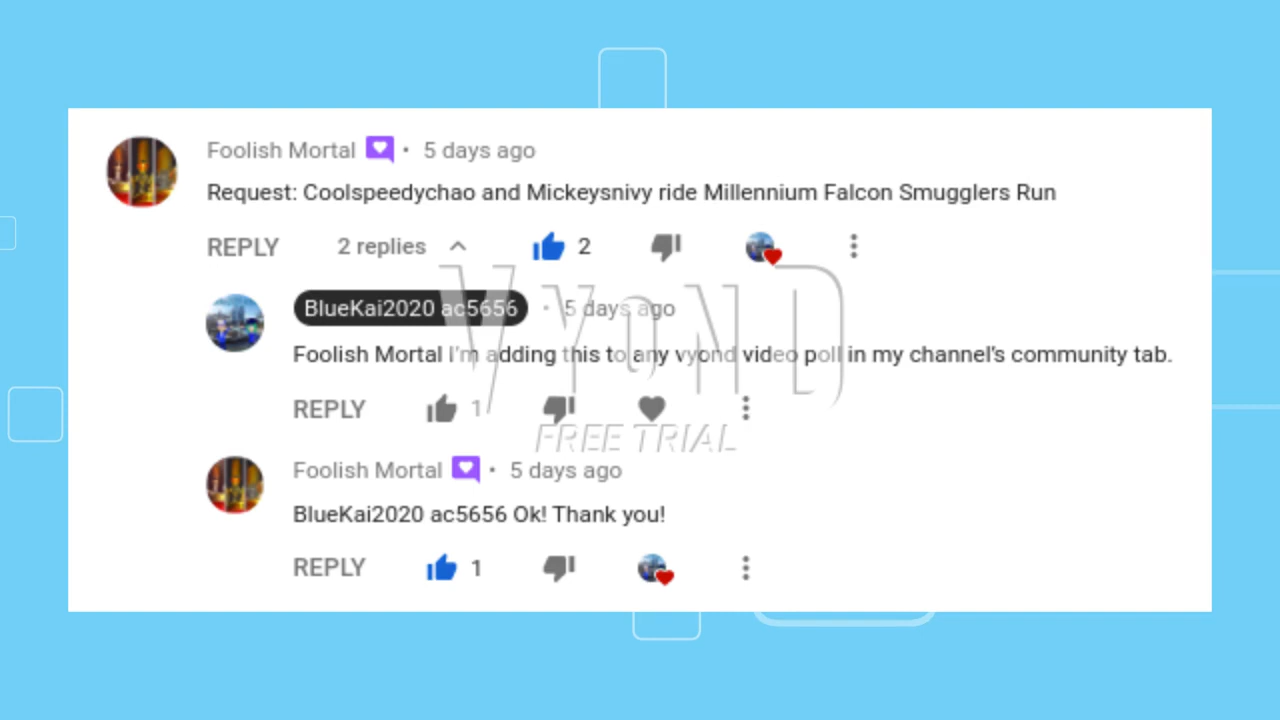 Foolish Mortal • 5 days ago
Request: Coolspeedychao and Mickeysnivy ride Millennium Falcon Smugglers Run
REPLY 2 replies 2
BlueKai2020 ac5656 • 5 days ago
Foolish Mortal I'm adding this to any vyond video poll in my channel's community tab.
REPLY 1
VYOND
FREE TRIAL
Foolish Mortal • 5 days ago
BlueKai2020 ac5656 Ok! Thank you!
REPLY 1